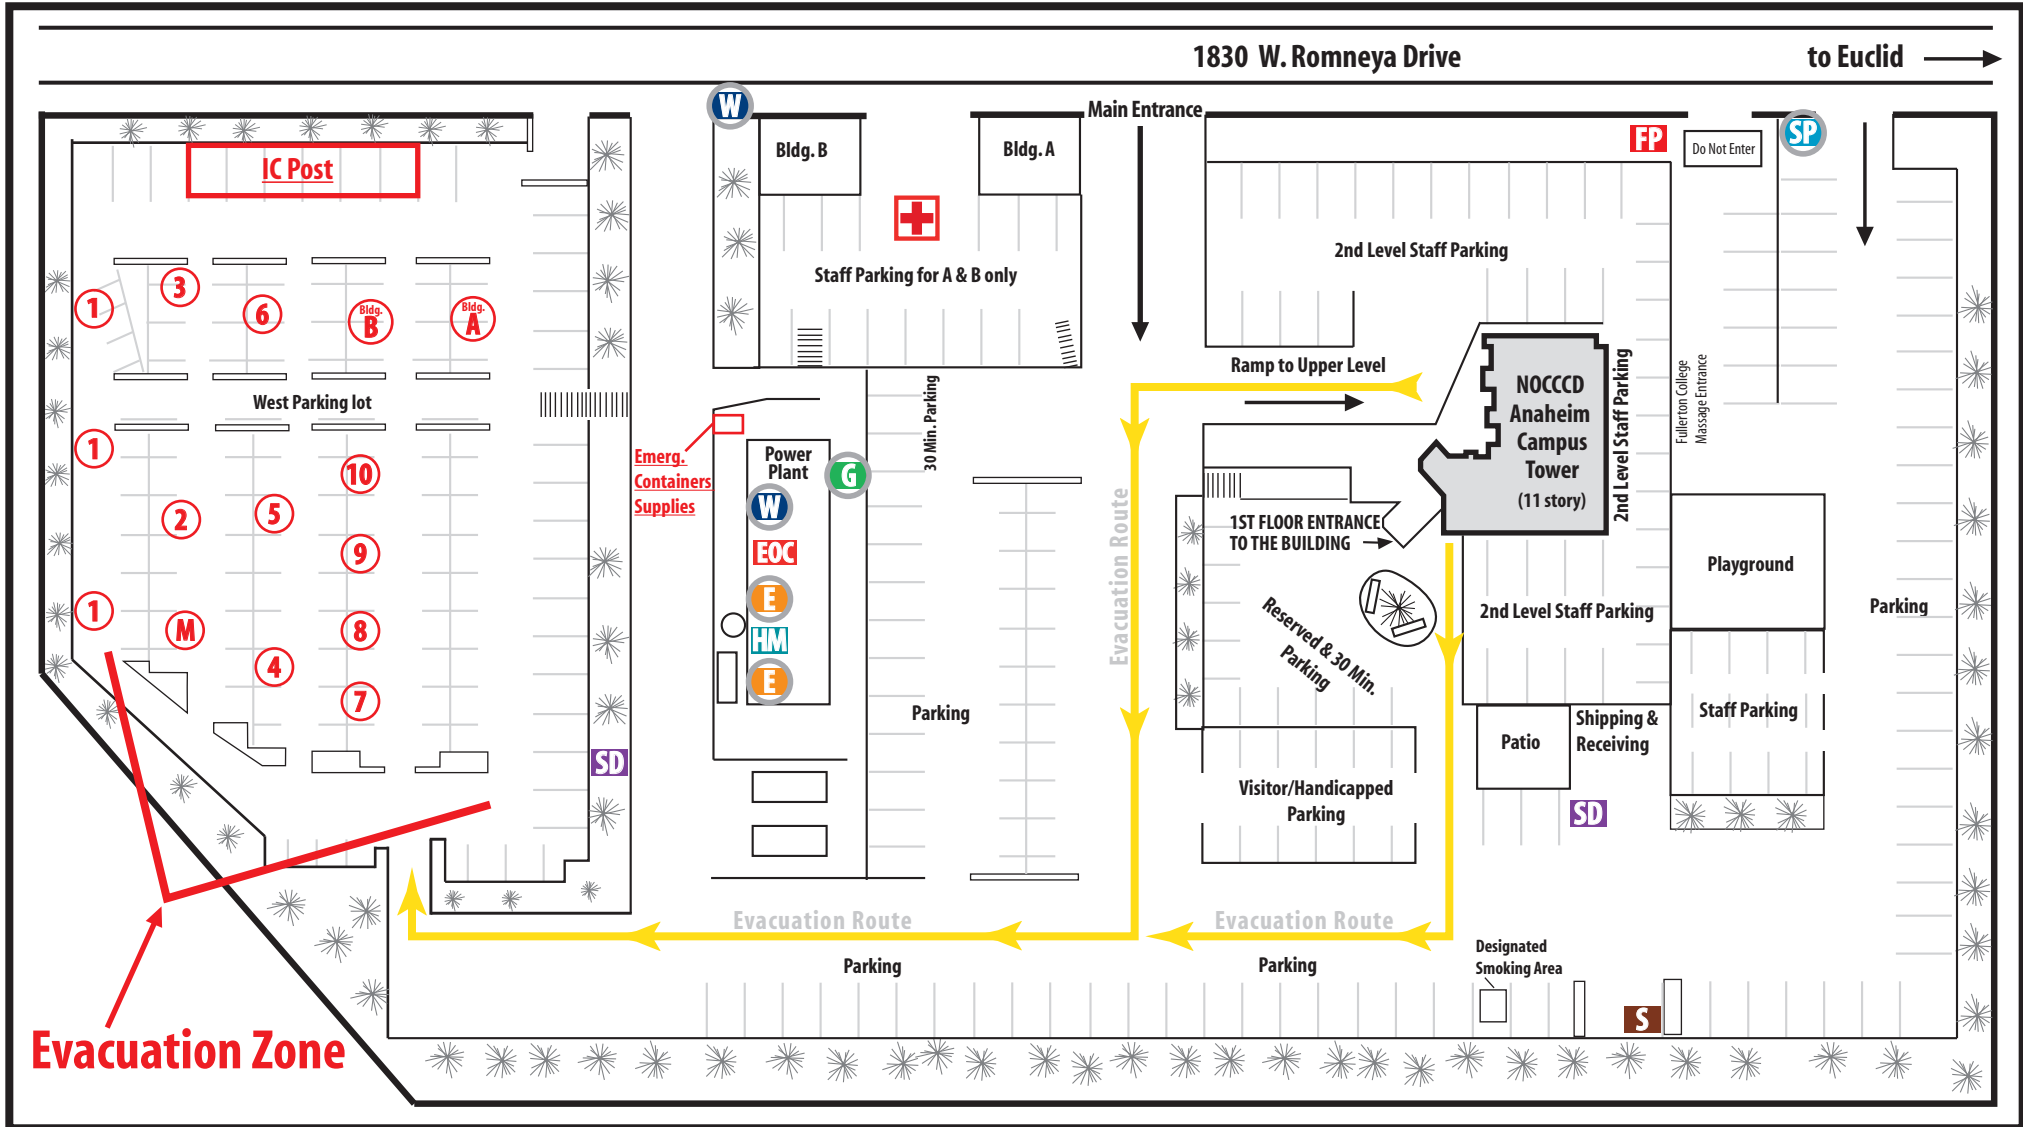 1830 W. Romneya Drive
to Euclid
W
Main Entrance
Bldg. B
Bldg. A
FP
Do Not Enter
SP
IC Post
2nd Level Staff Parking
Staff Parking for A & B only
1
3
6
Bldg.
B
Bldg.
A
Ramp to Upper Level
NOCCCD
Anaheim
Campus
Tower
(11 story)
2nd Level Staff Parking
Fullerton College
Massage Entrance
West Parking lot
30 Min. Parking
1
10
2
5
9
Emerg.
Containers
Supplies
Power
Plant
G
W
EOC
E
HM
E
Evacuation Route
1ST FLOOR ENTRANCE
TO THE BUILDING
Playground
Parking
1
M
8
4
7
Reserved & 30 Min.
Parking
2nd Level Staff Parking
Parking
Patio
Shipping &
Receiving
Staff Parking
SD
Visitor/Handicapped
Parking
SD
Evacuation Route
Evacuation Route
Parking
Parking
Designated
Smoking Area
S
Evacuation Zone